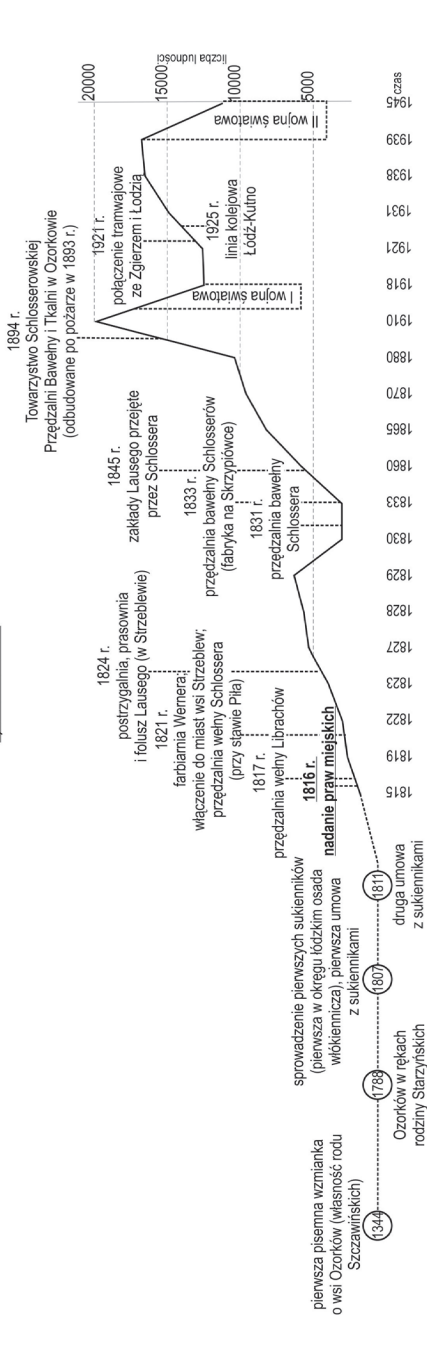 pierwsza pisemna wzmianka
o wsi Ozorków (własność rodu
Szczawińskich)
1344
1788
Ozorków w rękach
rodziny Starzyńskich
sprowadzenie pierwszych sukienników
(pierwsza w okręgu łódzkim osada
włókiennicza), pierwsza umowa
z sukiennikami
1807
1811
druga umowa
z sukiennikami
1816 r.
nadanie praw miejskich
1817 r.
przędzalnia wełny Librachów
1821 r.
farbiarnia Wernera;
włączenie do miast wsi Strzeblew;
przędzalnia wełny Schlossera
(przy stawie Piła)
1824 r.
postrzygalnia, prasownia
i folusz Lausego (w Strzeblewie)
1831 r.
przędzalnia bawełny
Schlossera
1833 r.
przędzalnia bawełny Schlosserów
(fabryka na Skrzypiówce)
1845 r.
zakłady Lausego przejęte
przez Schlossera
1894 r.
Towarzystwo Schlosserowskiej
Przędzalni Bawełny i Tkalni w Ozorkowie
(odbudowane po pożarze w 1893 r.)
I wojna światowa
1921 r.
połączenie tramwajowe
ze Zgierzem i Łodzią
1925 r.
linia kolejowa
Łódź-Kutno
II wojna światowa
20000
15000
10000
5000
liczba ludności
1815
1819
1822
1823
1827
1828
1829
1830
1833
1860
1865
1870
1880
1910
1918
1921
1931
1938
1939
1945
czas